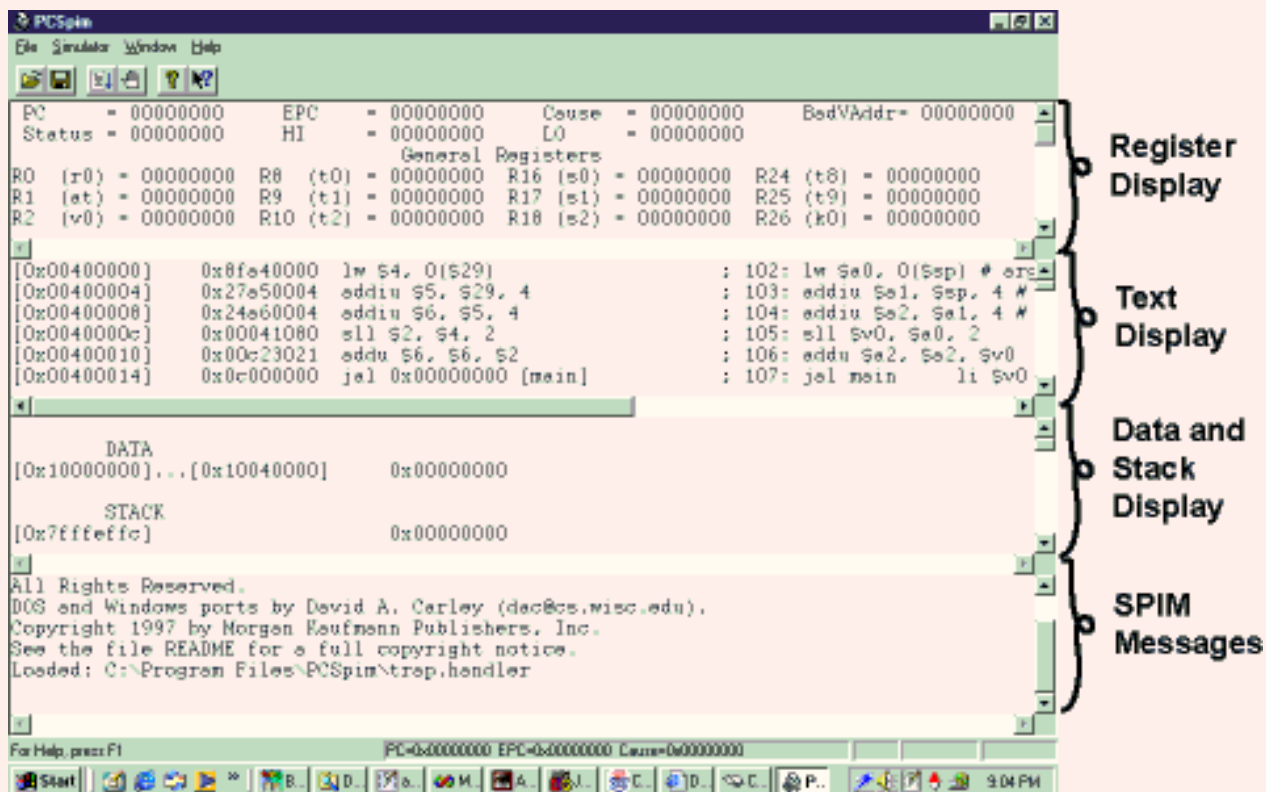 PCSpim
File Simulator Window Help
PC = 00000000 EPC = 00000000 Cause = 00000000 BadVAddr= 00000000
Status = 00000000 HI = 00000000 LO = 00000000
General Registers
R0 (r0) = 00000000 R8 (t0) = 00000000 R16 (s0) = 00000000 R24 (t8) = 00000000
R1 (at) = 00000000 R9 (t1) = 00000000 R17 (s1) = 00000000 R25 (t9) = 00000000
R2 (v0) = 00000000 R10 (t2) = 00000000 R18 (s2) = 00000000 R26 (k0) = 00000000
Register
Display
[0x00400000] 0x8fa40000 lw $4, 0($29) ; 102: lw $a0, 0($sp) # arg
[0x00400004] 0x27a50004 addiu $5, $29, 4 ; 103: addiu $a1, $sp, 4 #
[0x00400008] 0x24a60004 addiu $6, $5, 4 ; 104: addiu $a2, $a1, 4 #
[0x0040000c] 0x00041080 sll $2, $4, 2 ; 105: sll $v0, $a0, 2
[0x00400010] 0x00c23021 addu $6, $6, $2 ; 106: addu $a2, $a2, $v0
[0x00400014] 0x0c000000 jal 0x00000000 [main] ; 107: jal main li $v0
Text
Display
DATA
[0x10000000]...[0x10040000] 0x00000000
STACK
[0x7fffeffc] 0x00000000
Data and
Stack
Display
All Rights Reserved.
DOS and Windows ports by David A. Carley (dac@cs.wisc.edu).
Copyright 1997 by Morgan Kaufmann Publishers, Inc.
See the file README for a full copyright notice.
Loaded: C:\Program Files\PCSpim\trap.handler
SPIM
Messages
For Help, press F1 PC=0x00000000 EPC=0x00000000 Cause=0x00000000
Start B.. D.. a.. M.. A.. J.. C.. D.. C.. P.. 9:04 PM